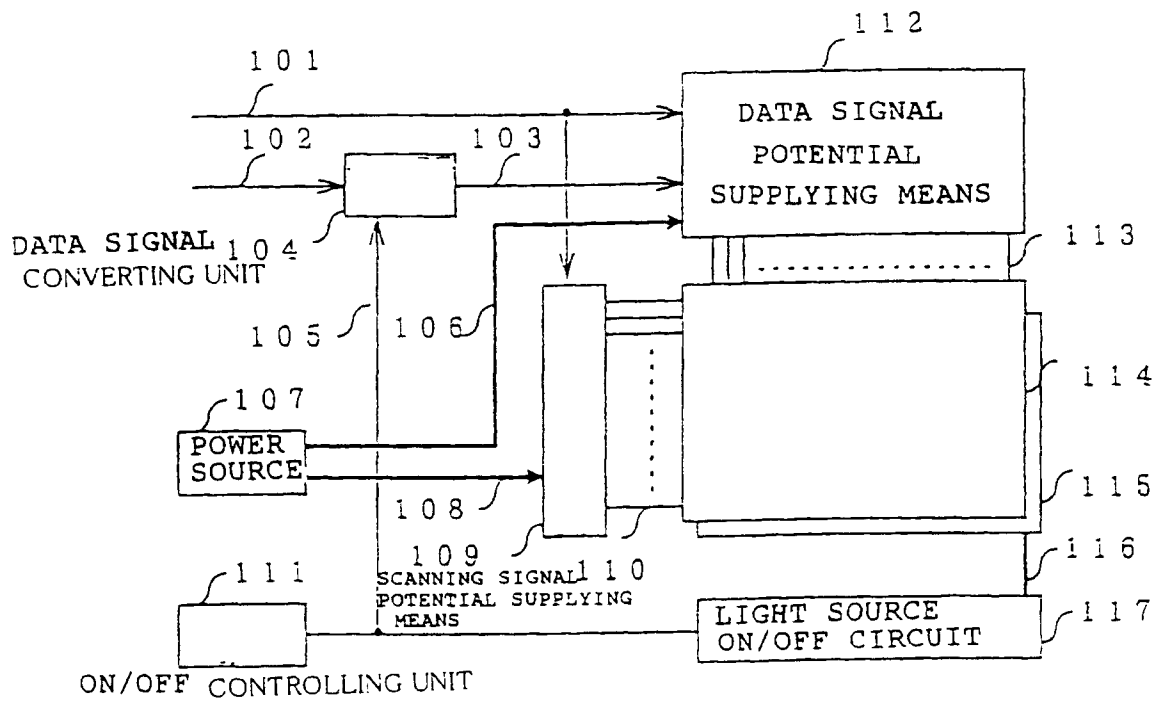 112
101
DATA SIGNAL
POTENTIAL
SUPPLYING MEANS
102
103
DATA SIGNAL
CONVERTING UNIT
104
113
105
106
114
107
POWER
SOURCE
108
115
109
110
SCANNING SIGNAL
POTENTIAL SUPPLYING
MEANS
116
111
LIGHT SOURCE
ON/OFF CIRCUIT
117
ON/OFF CONTROLLING UNIT